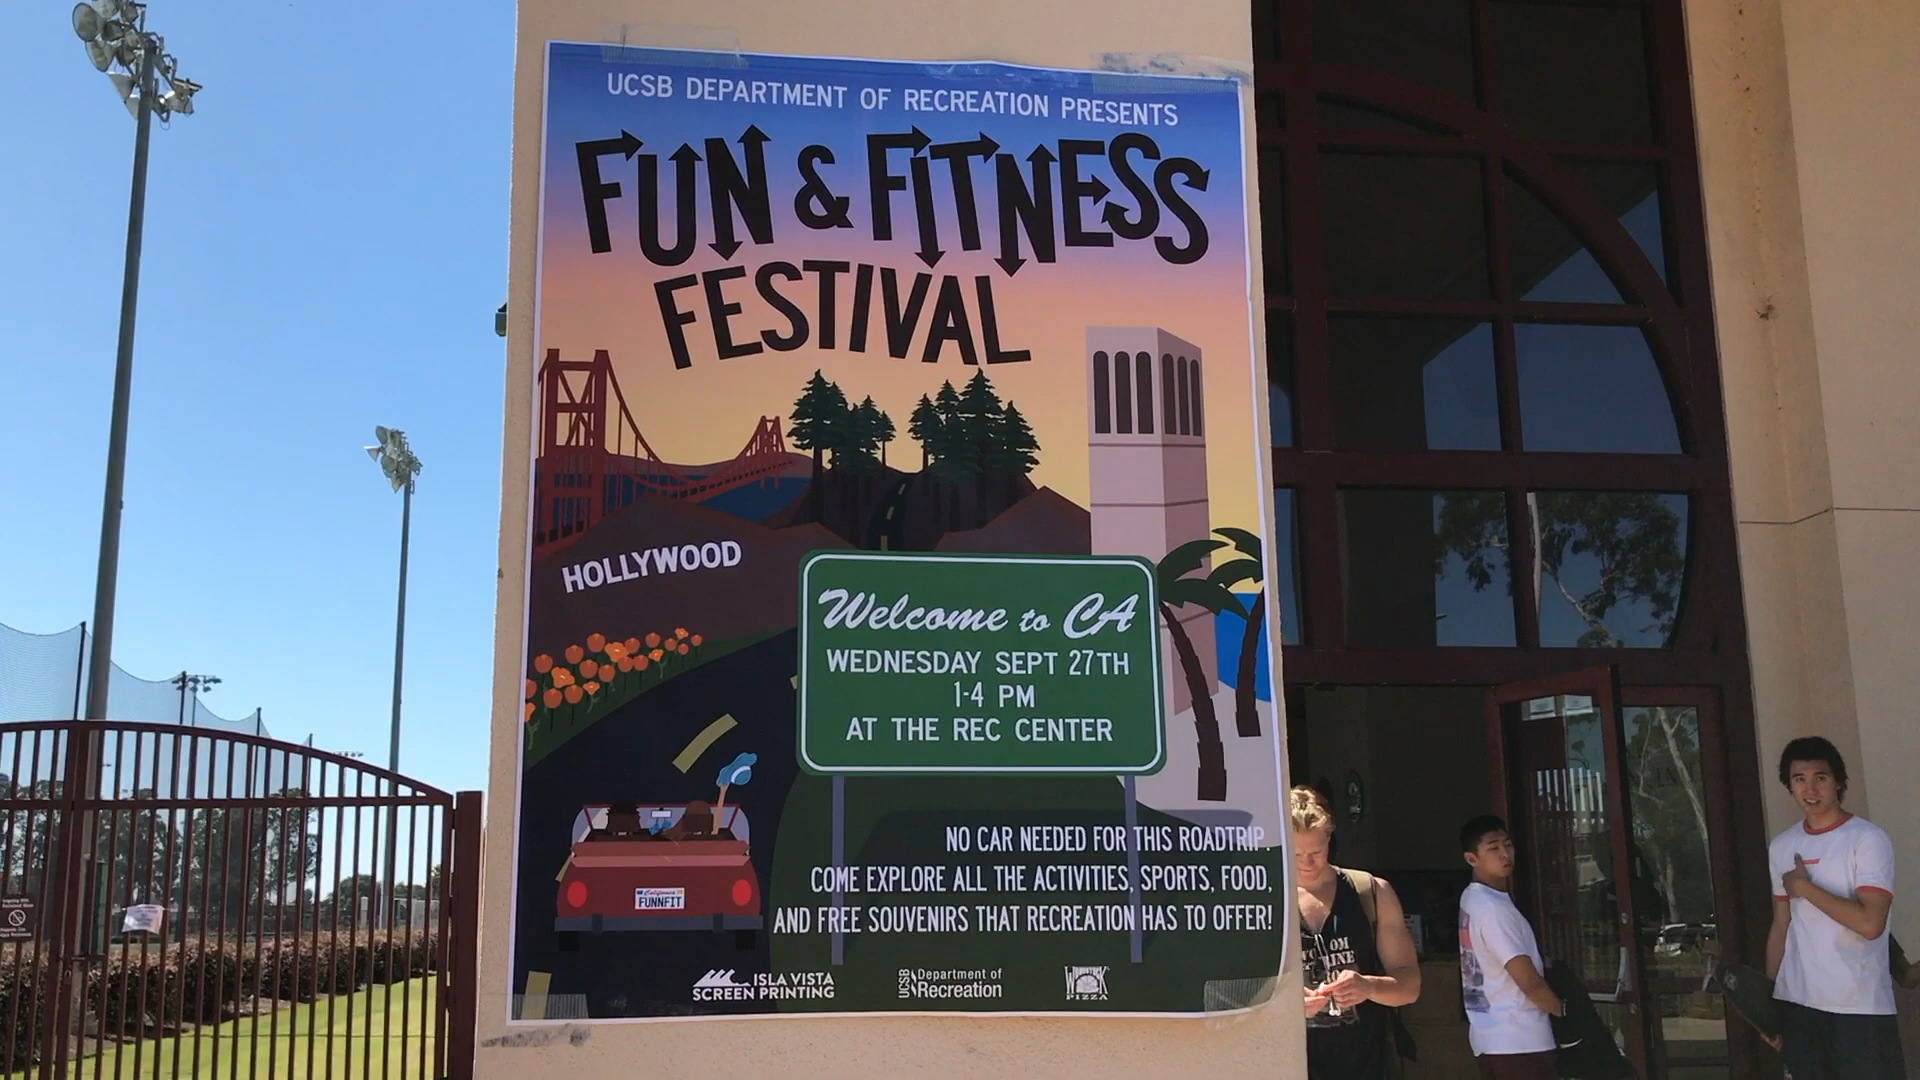 UCSB DEPARTMENT OF RECREATION PRESENTS
FUN & FITNESS
FESTIVAL
HOLLYWOOD
Welcome to CA
WEDNESDAY SEPT 27TH
1-4 PM
AT THE REC CENTER
NO CAR NEEDED FOR THIS ROADTRIP.
COME EXPLORE ALL THE ACTIVITIES, SPORTS, FOOD,
AND FREE SOUVENIRS THAT RECREATION HAS TO OFFER!
California
FUNNFIT
ISLA VISTA
SCREEN PRINTING
UCSB
Department of
Recreation
WOODSTOCK'S
PIZZA